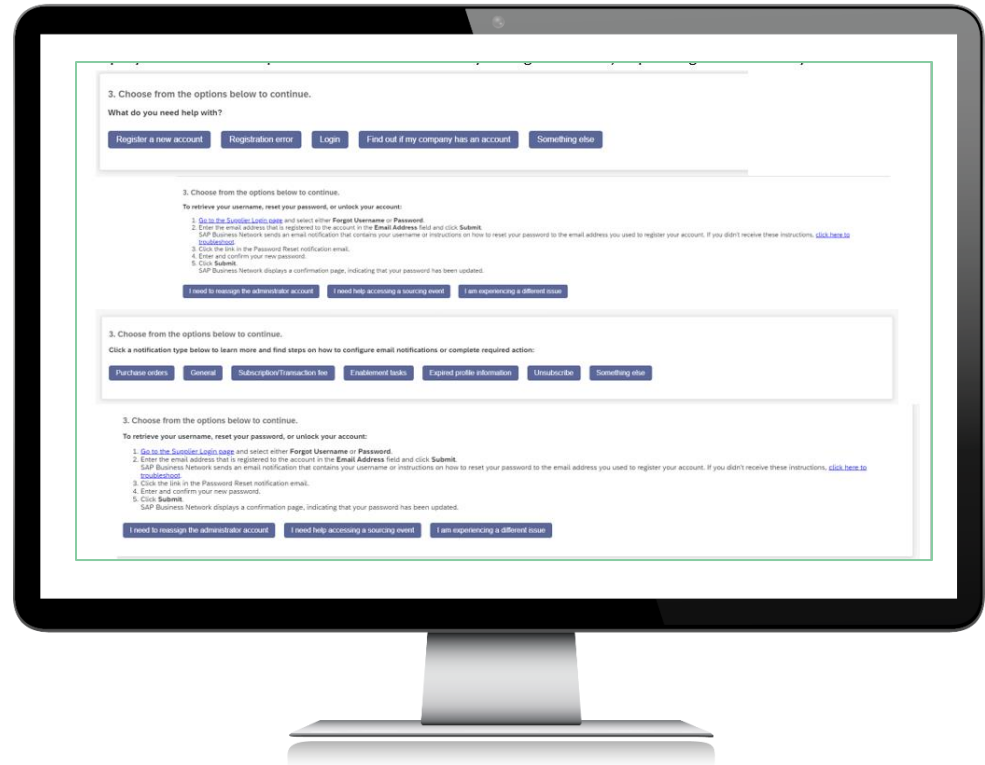 3. Choose from the options below to continue.
What do you need help with?
Register a new account Registration error Login Find out if my company has an account Something else
3. Choose from the options below to continue.
To retrieve your username, reset your password, or unlock your account:
1. Go to the Supplier Login page and select either Forgot Username or Password.
2. Enter the email address that is registered to the account in the Email Address field and click Submit.
SAP Business Network sends an email notification that contains your username or instructions on how to reset your password to the email address you used to register your account. If you didn't receive these instructions, click here to
troubleshoot.
3. Click the link in the Password Reset notification email.
4. Enter and confirm your new password.
5. Click Submit.
SAP Business Network displays a confirmation page, indicating that your password has been updated.
I need to reassign the administrator account I need help accessing a sourcing event I am experiencing a different issue
3. Choose from the options below to continue.
Click a notification type below to learn more and find steps on how to configure email notifications or complete required action:
Purchase orders General Subscription/Transaction fee Enablement tasks Expired profile information Unsubscribe Something else
3. Choose from the options below to continue.
To retrieve your username, reset your password, or unlock your account:
1. Go to the Supplier Login page and select either Forgot Username or Password.
2. Enter the email address that is registered to the account in the Email Address field and click Submit.
SAP Business Network sends an email notification that contains your username or instructions on how to reset your password to the email address you used to register your account. If you didn't receive these instructions, click here to
troubleshoot.
3. Click the link in the Password Reset notification email.
4. Enter and confirm your new password.
5. Click Submit.
SAP Business Network displays a confirmation page, indicating that your password has been updated.
I need to reassign the administrator account I need help accessing a sourcing event I am experiencing a different issue